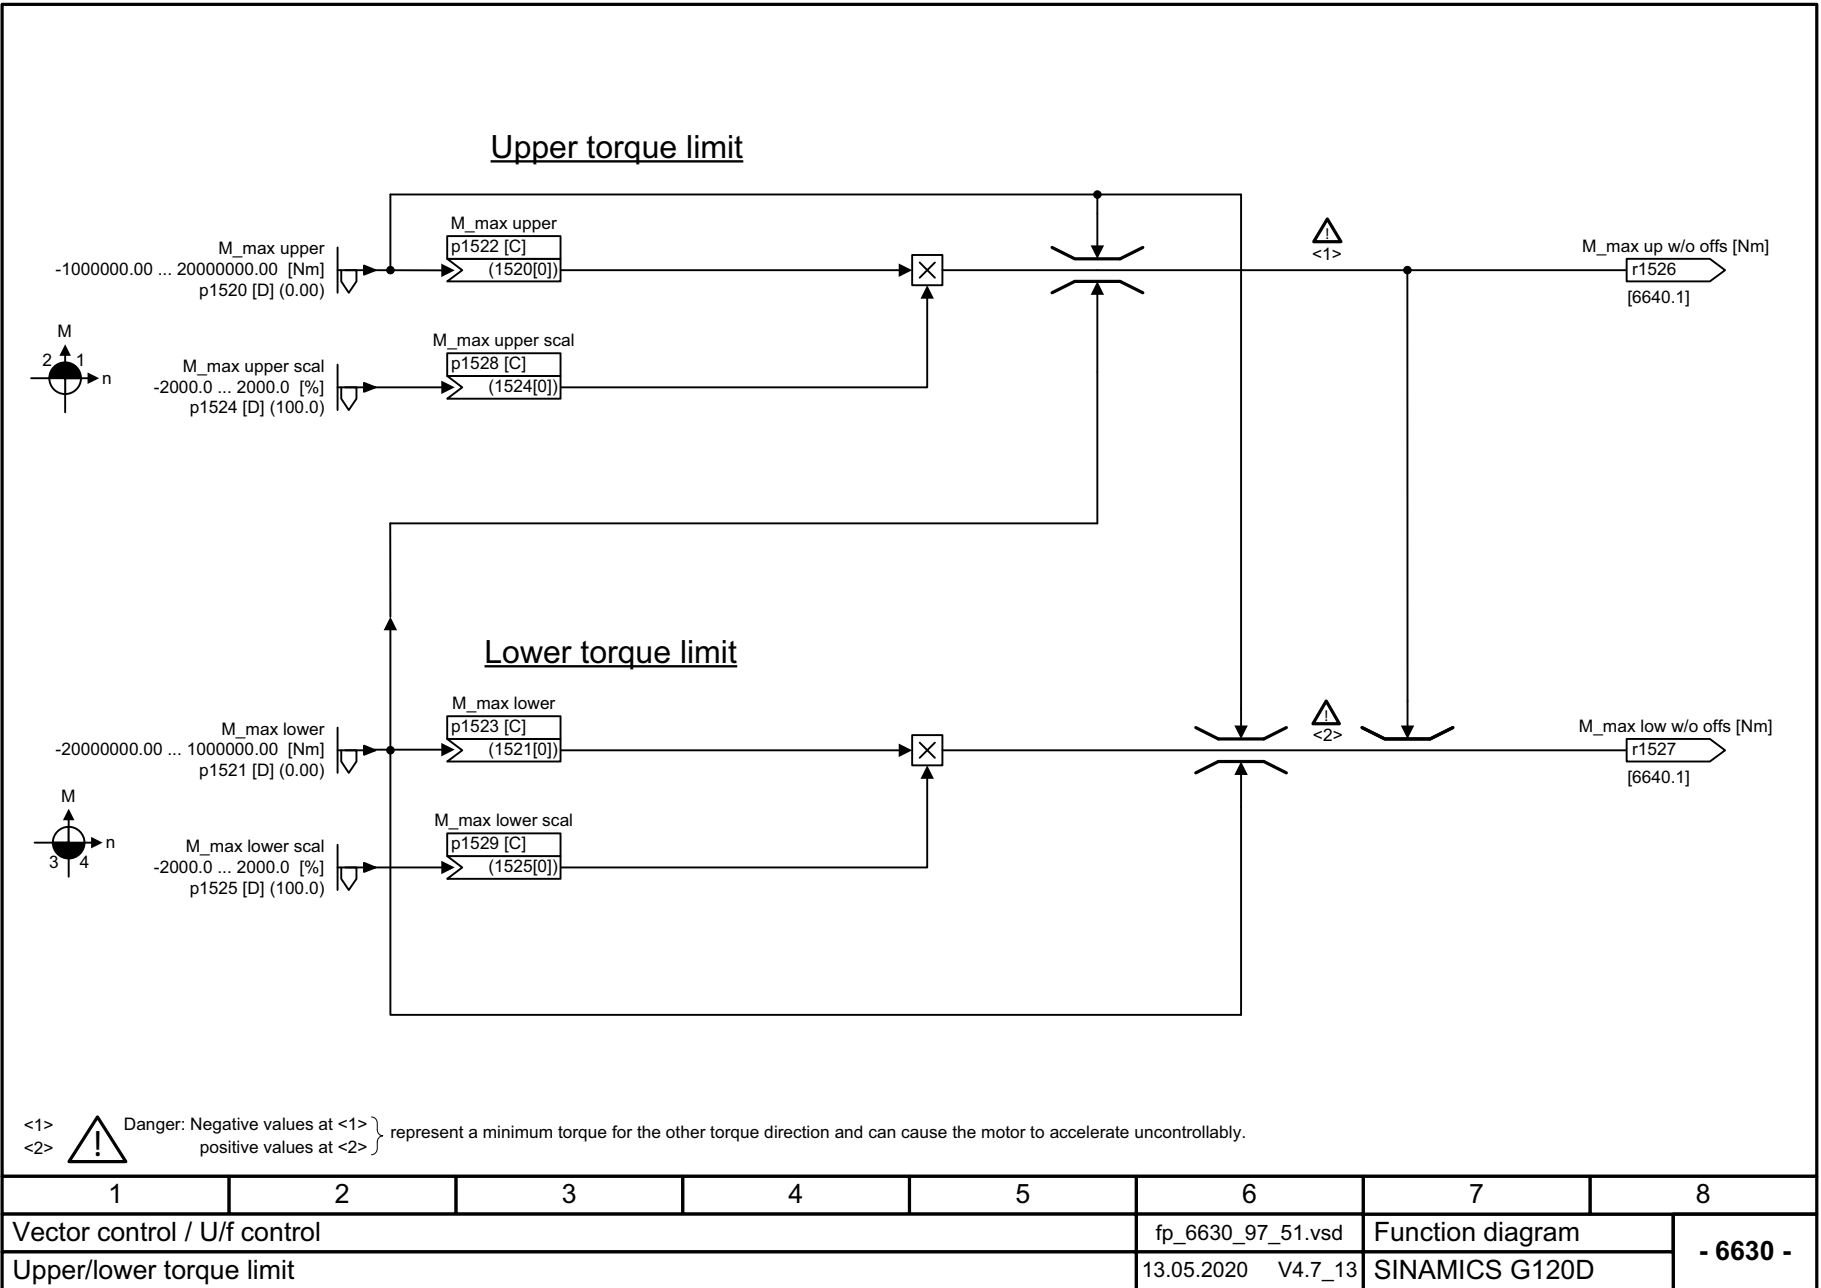 Upper torque limit
M_max upper
-1000000.00 ... 20000000.00 [Nm]
p1520 [D] (0.00)
M_max upper
p1522 [C]
(1520[0])
M_max up w/o offs [Nm]
r1526
[6640.1]
<1>
M
2 1
n
M_max upper scal
-2000.0 ... 2000.0 [%]
p1524 [D] (100.0)
M_max upper scal
p1528 [C]
(1524[0])
Lower torque limit
M_max lower
-20000000.00 ... 1000000.00 [Nm]
p1521 [D] (0.00)
M_max lower
p1523 [C]
(1521[0])
<2>
M_max low w/o offs [Nm]
r1527
[6640.1]
M
n
3 4
M_max lower scal
-2000.0 ... 2000.0 [%]
p1525 [D] (100.0)
M_max lower scal
p1529 [C]
(1525[0])
<1> Danger: Negative values at <1>
<2> positive values at <2>
represent a minimum torque for the other torque direction and can cause the motor to accelerate uncontrollably.
1 2 3 4 5 6 7 8
Vector control / U/f control
fp_6630_97_51.vsd
Function diagram
- 6630 -
Upper/lower torque limit
13.05.2020 V4.7_13
SINAMICS G120D